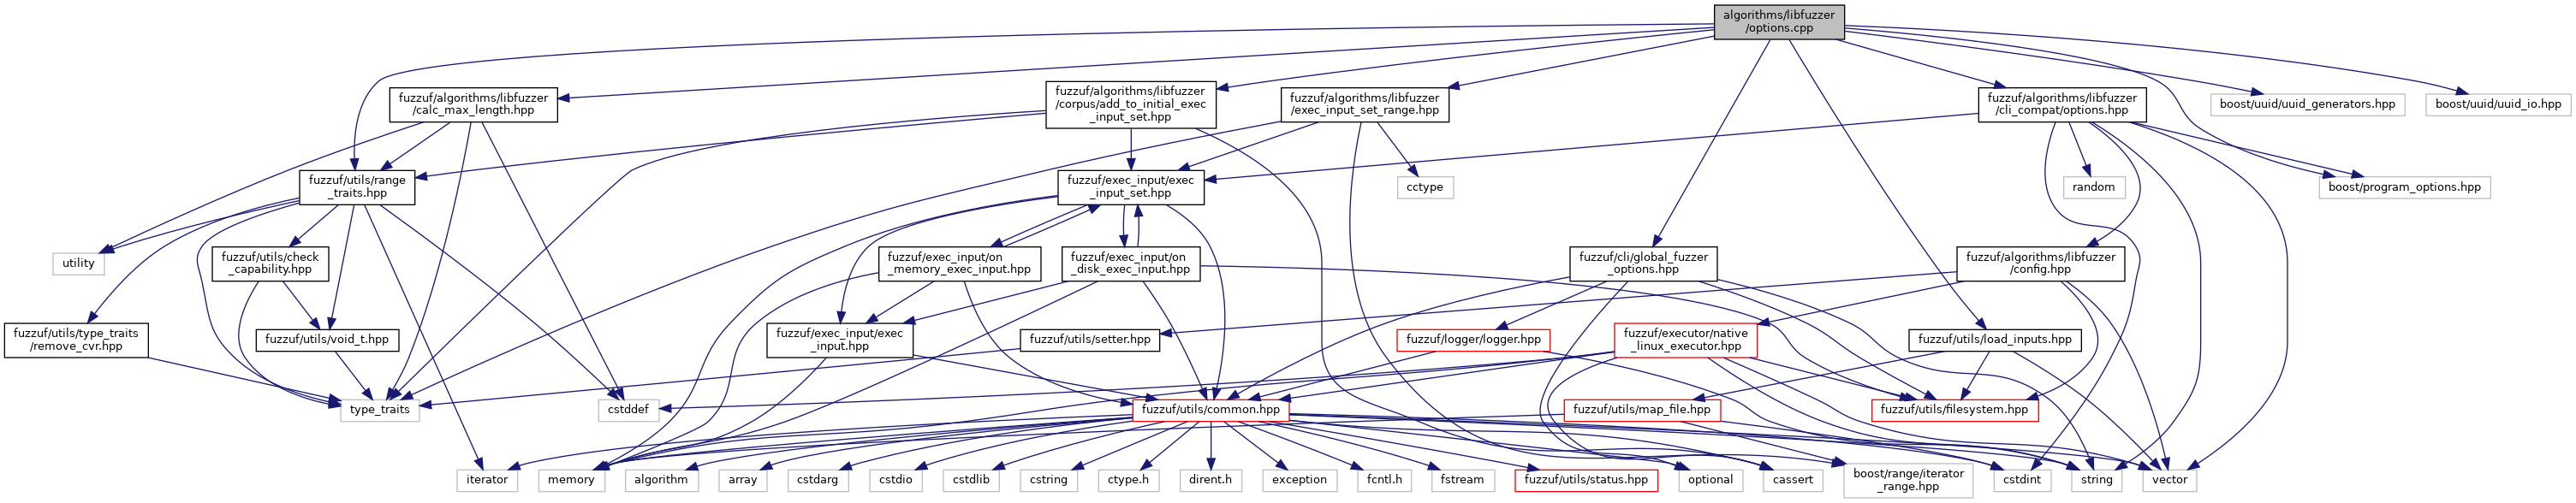 algorithms/libfuzzer
/options.cpp
fuzzuf/algorithms/libfuzzer
/calc_max_length.hpp
fuzzuf/algorithms/libfuzzer
/corpus/add_to_initial_exec
_input_set.hpp
fuzzuf/algorithms/libfuzzer
/exec_input_set_range.hpp
fuzzuf/algorithms/libfuzzer
/cli_compat/options.hpp
boost/uuid/uuid_generators.hpp
boost/uuid/uuid_io.hpp
fuzzuf/utils/range
_traits.hpp
fuzzuf/exec_input/exec
_input_set.hpp
cctype
random
boost/program_options.hpp
utility
fuzzuf/utils/check
_capability.hpp
fuzzuf/exec_input/on
_memory_exec_input.hpp
fuzzuf/exec_input/on
_disk_exec_input.hpp
fuzzuf/cli/global_fuzzer
_options.hpp
fuzzuf/algorithms/libfuzzer
/config.hpp
fuzzuf/utils/type_traits
/remove_cvr.hpp
fuzzuf/utils/void_t.hpp
fuzzuf/exec_input/exec
_input.hpp
fuzzuf/utils/setter.hpp
fuzzuf/logger/logger.hpp
fuzzuf/executor/native
_linux_executor.hpp
fuzzuf/utils/load_inputs.hpp
type_traits
cstddef
fuzzuf/utils/common.hpp
fuzzuf/utils/map_file.hpp
fuzzuf/utils/filesystem.hpp
iterator
memory
algorithm
array
cstdarg
cstdio
cstdlib
cstring
ctype.h
dirent.h
exception
fcntl.h
fstream
fuzzuf/utils/status.hpp
optional
cassert
boost/range/iterator
_range.hpp
cstdint
string
vector